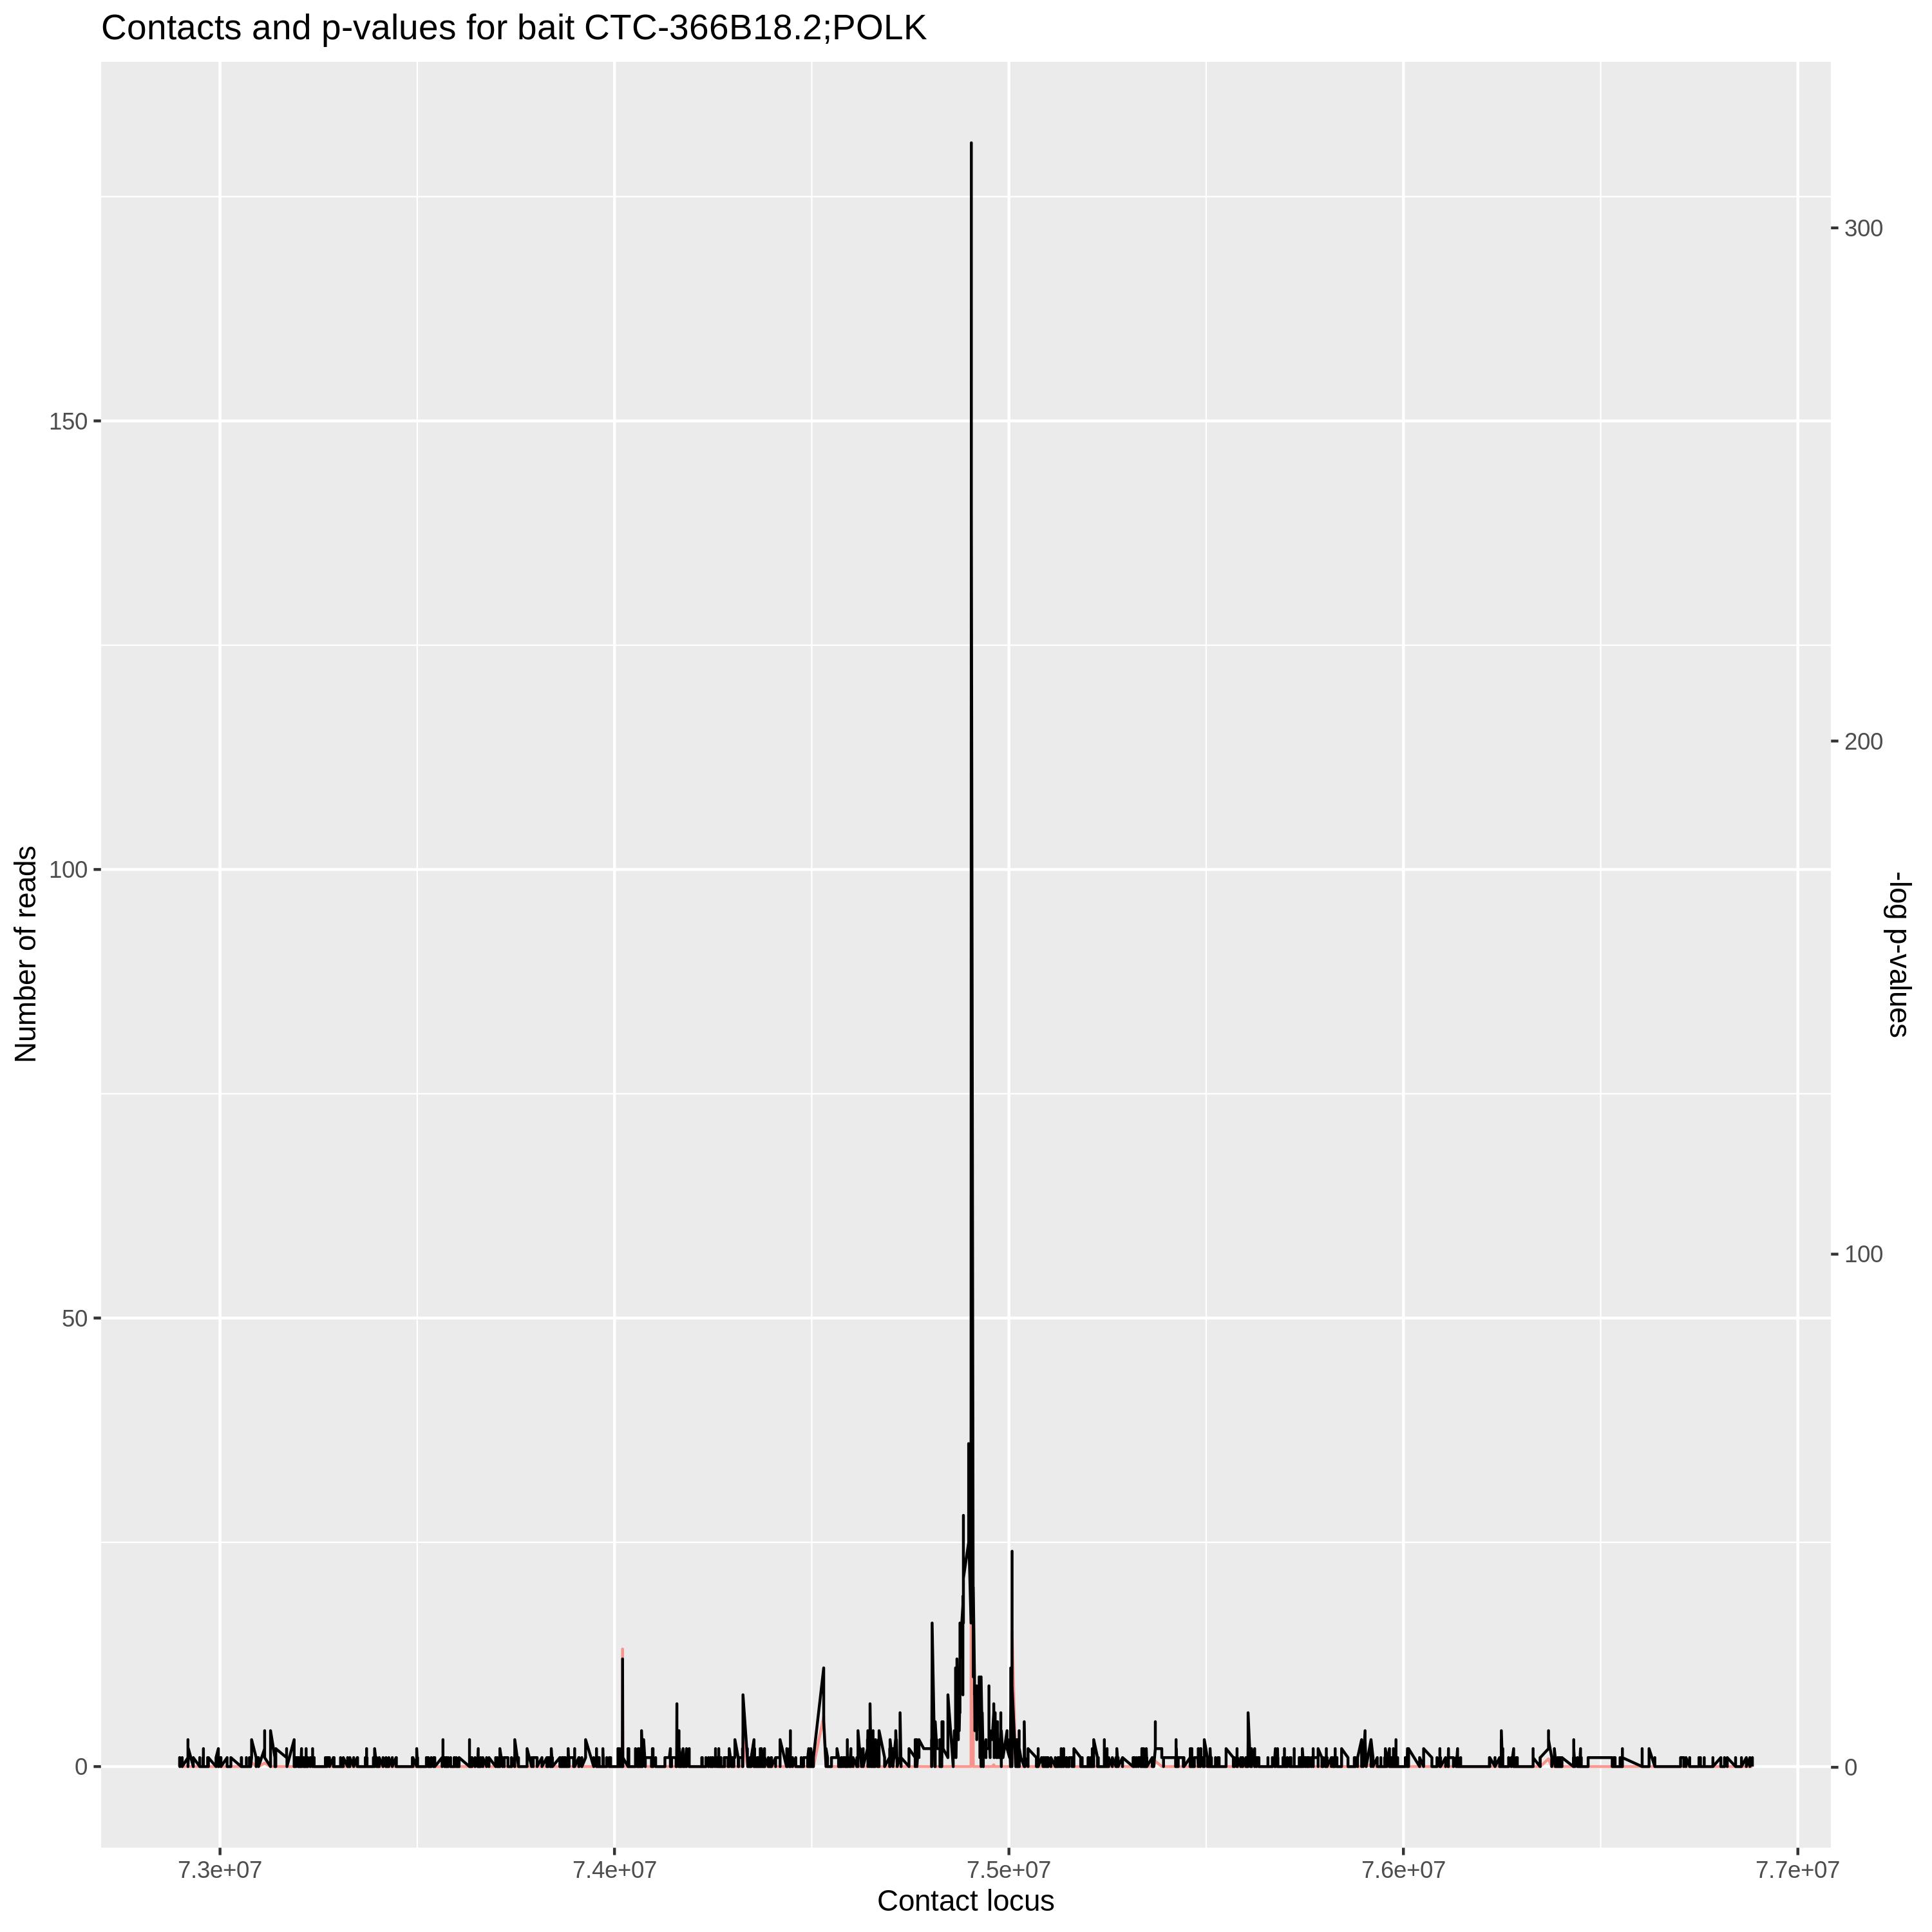 Contacts and p-values for bait CTC-366B18.2;POLK
Number of reads
150
100
50
0
300
200
100
0
-log p-values
7.3e+07
7.4e+07
7.5e+07
7.6e+07
7.7e+07
Contact locus